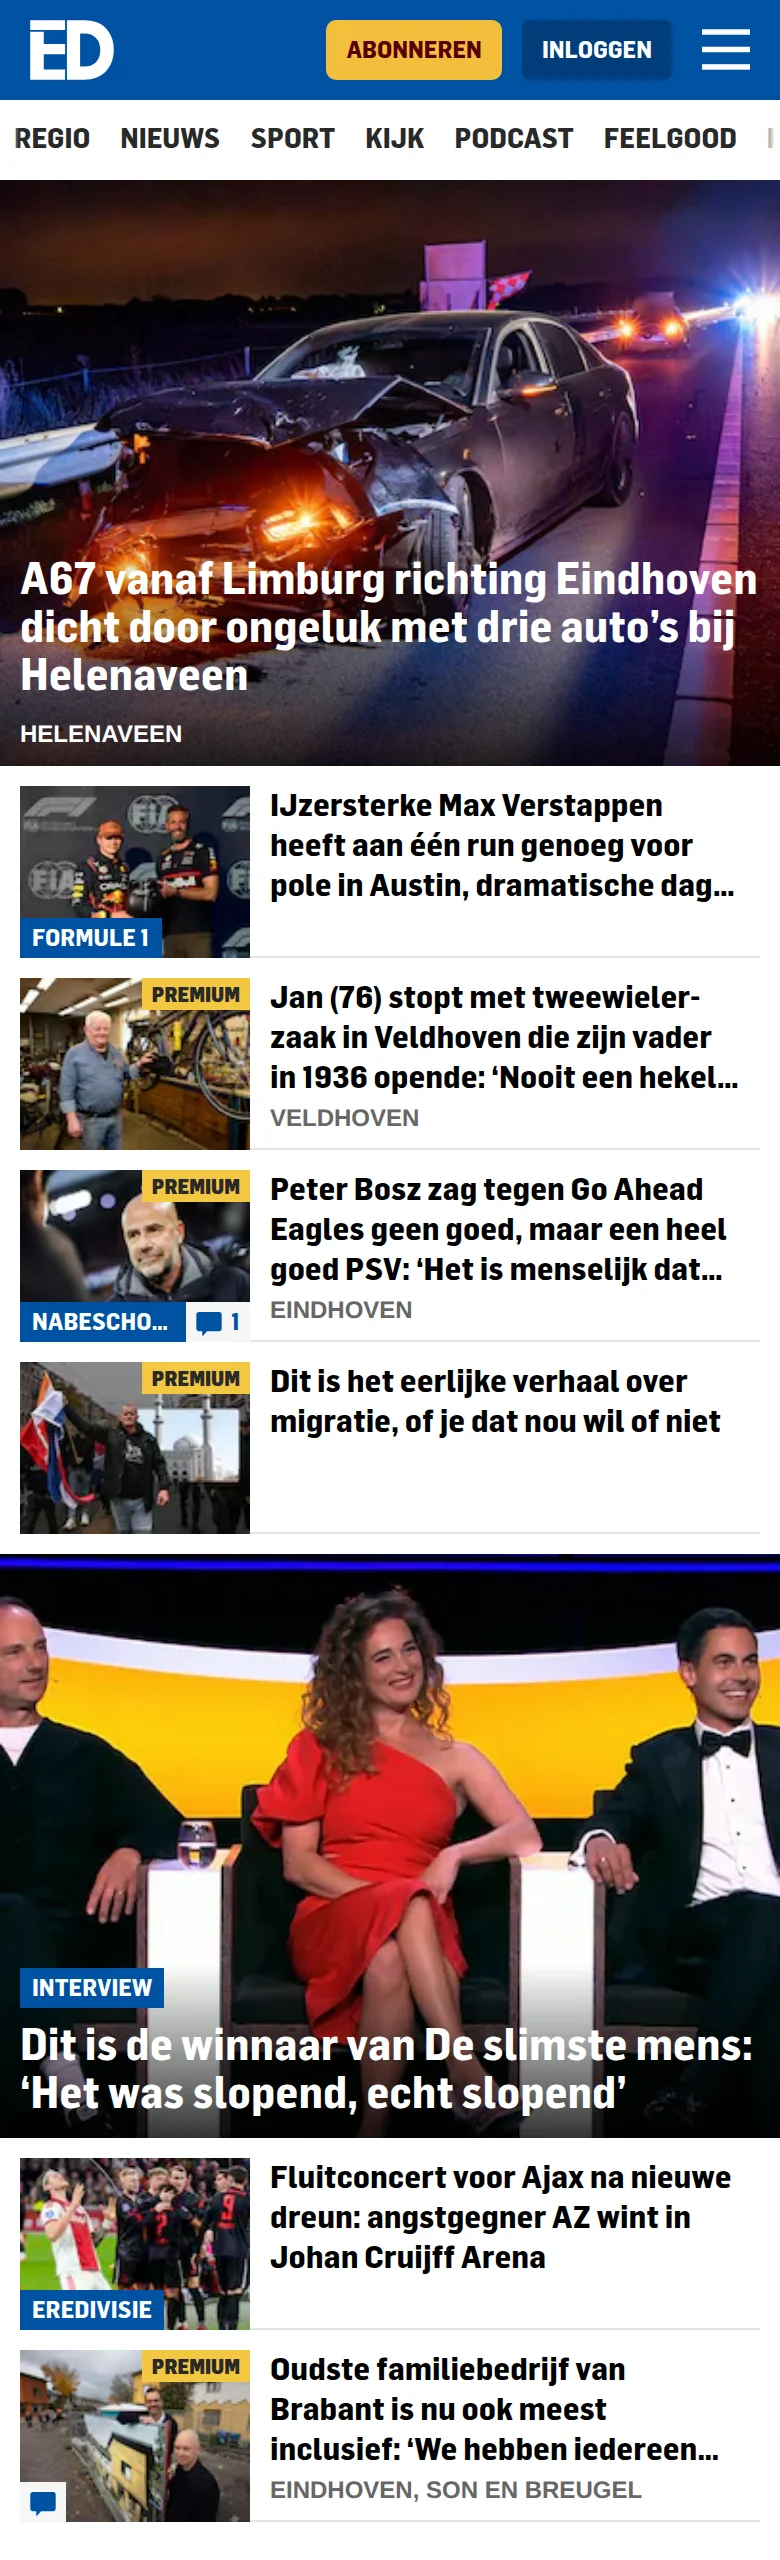 ED
ABONNEREN
INLOGGEN
REGIO NIEUWS SPORT KIJK PODCAST FEELGOOD
A67 vanaf Limburg richting Eindhoven
dicht door ongeluk met drie auto’s bij
Helenaveen
HELENAVEEN
IJzersterke Max Verstappen
heeft aan één run genoeg voor
pole in Austin, dramatische dag...
FORMULE 1
PREMIUM
Jan (76) stopt met tweewieler-
zaak in Veldhoven die zijn vader
in 1936 opende: ‘Nooit een hekel...
VELDHOVEN
PREMIUM
Peter Bosz zag tegen Go Ahead
Eagles geen goed, maar een heel
goed PSV: ‘Het is menselijk dat...
EINDHOVEN
NABESCHO...
1
PREMIUM
Dit is het eerlijke verhaal over
migratie, of je dat nou wil of niet
INTERVIEW
Dit is de winnaar van De slimste mens:
‘Het was slopend, echt slopend’
Fluitconcert voor Ajax na nieuwe
dreun: angstgegner AZ wint in
Johan Cruijff Arena
EREDIVISIE
PREMIUM
Oudste familiebedrijf van
Brabant is nu ook meest
inclusief: ‘We hebben iedereen...
EINDHOVEN, SON EN BREUGEL